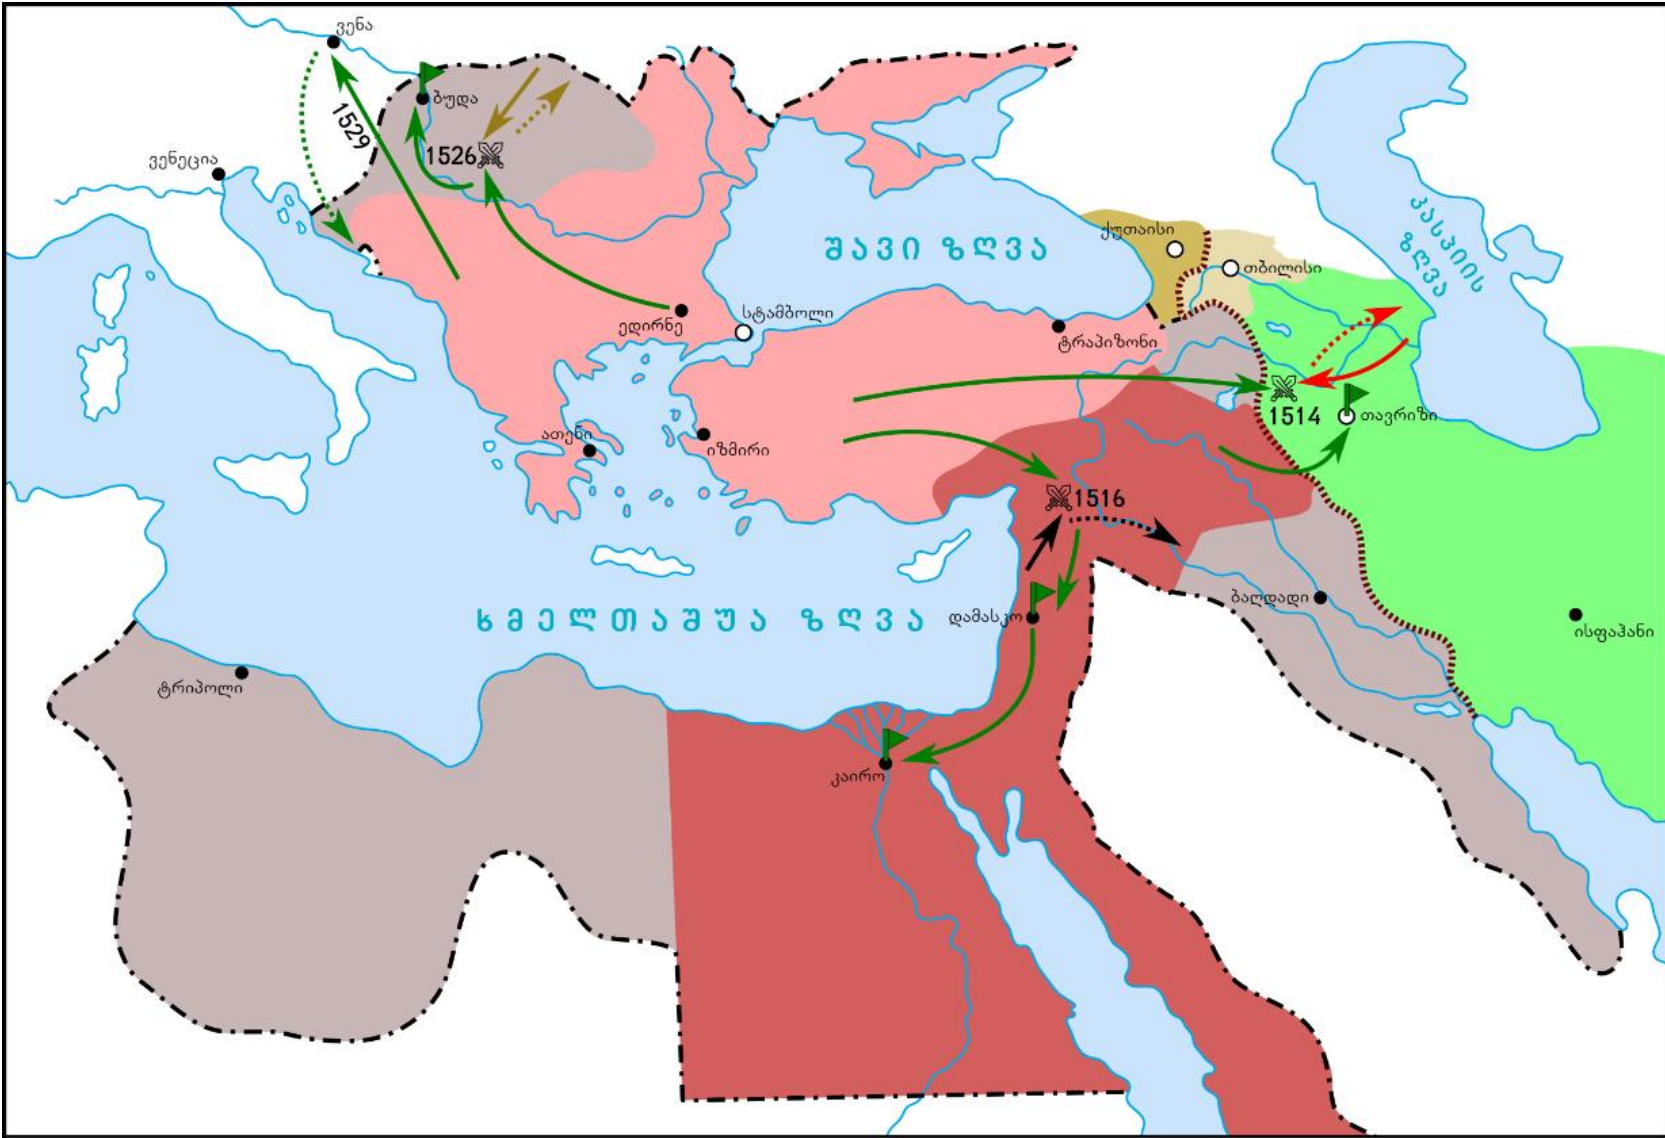 ვენა
ბუდა
1529
1526
ვენეცია
შავი ზღვა
ქუთაისი
თბილისი
კასპიის
ზღვა
ედირნე
სტამბოლი
ტრაპიზონი
1514
თავრიზი
ათენი
იზმირი
1516
ბაღდადი
დამასკო
ხმელთაშუა ზღვა
ისფაჰანი
ტრიპოლი
კაირო